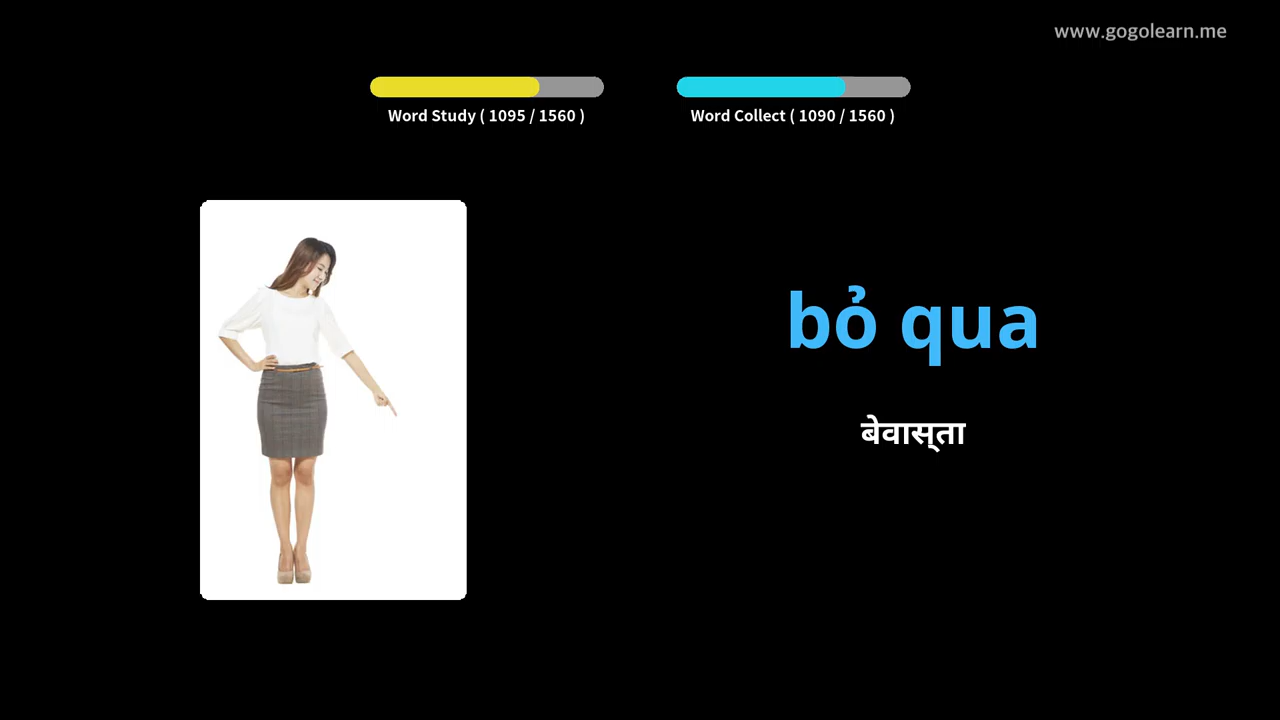 www.gogolearn.me
Word Study ( 1095 / 1560 )
Word Collect ( 1090 / 1560 )
bỏ qua
बेवास्‌ता